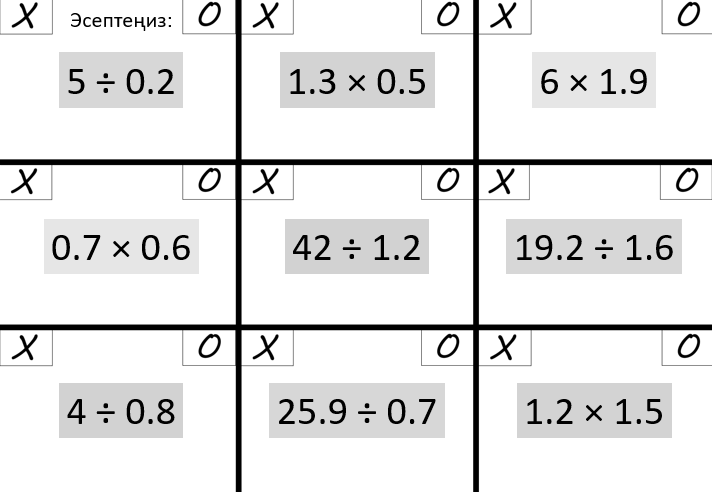 X Эсептеңиз: O X O X O
5 ÷ 0.2 1.3 × 0.5 6 × 1.9
X O X O X O
0.7 × 0.6 42 ÷ 1.2 19.2 ÷ 1.6
X O X O X O
4 ÷ 0.8 25.9 ÷ 0.7 1.2 × 1.5